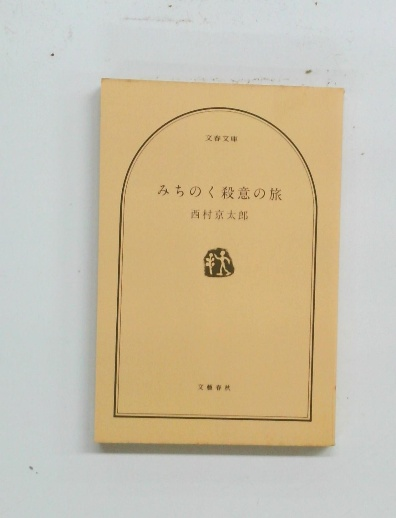 文春文庫
みちのく殺意の旅
西村京太郎
文藝春秋